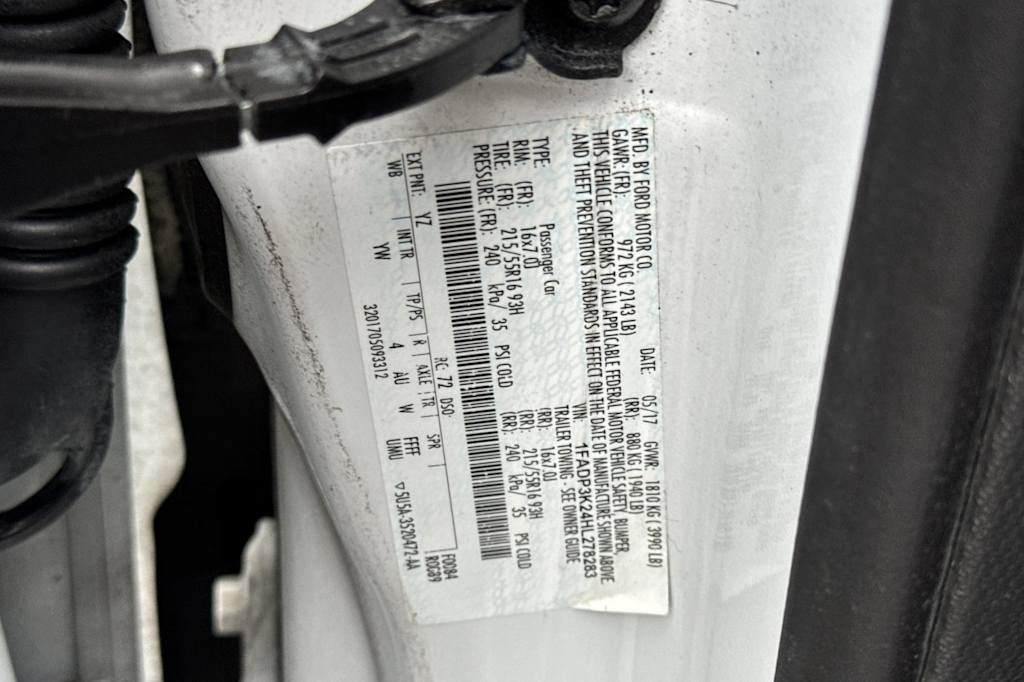 MFD. BY FORD MOTOR CO.
DATE: 05/17 GVWR: 1810 KG ( 3990 LB)
GAWR: (FR): 972 KG ( 2143 LB) (RR): 880 KG ( 1940 LB)
THIS VEHICLE CONFORMS TO ALL APPLICABLE FEDERAL MOTOR VEHICLE SAFETY, BUMPER
AND THEFT PREVENTION STANDARDS IN EFFECT ON THE DATE OF MANUFACTURE SHOWN ABOVE
VIN: 1FADP3K24HL278283
TYPE: Passenger Car TRAILER TOWING - SEE OWNER GUIDE
RIM: (FR): 16x7.0J (RR): 16x7.0J
TIRE: (FR): 215/55R16 93H (RR): 215/55R16 93H
PRESSURE: (FR): 240 kPa/ 35 PSI COLD (RR): 240 kPa/ 35 PSI COLD
RC: 72 DSO: F0084
EXT PNT: YZ R0G89
WB INT TR TP/PS R AXLE TR SPR
YW 4 AU W FFFF UMU
3201705093312 5U5A-3520472-AA